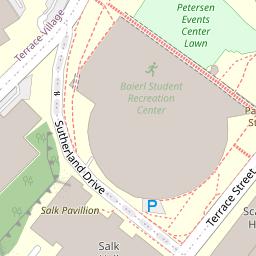 Petersen
Events
Center
Lawn
Terrace Village
Baierl Student
Recreation
Center
Sutherland Drive
P
Salk Pavillion
Terrace Street
Salk